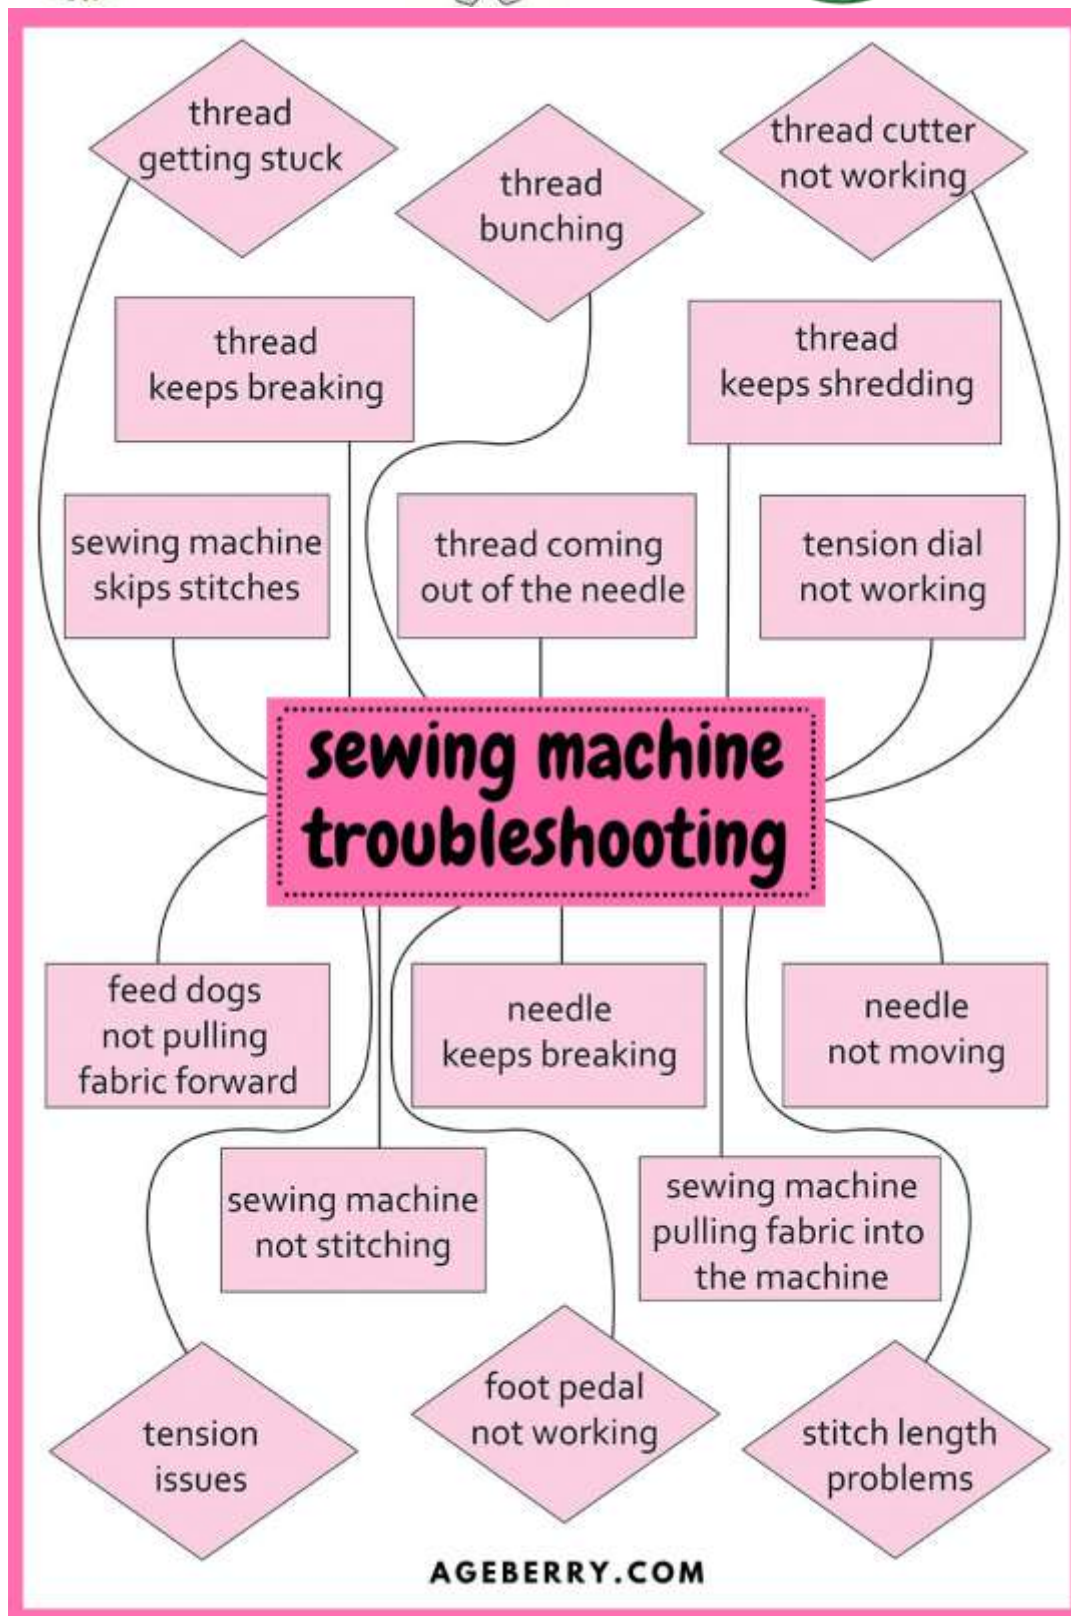 thread
getting stuck
thread
bunching
thread cutter
not working
thread
keeps breaking
thread
keeps shredding
sewing machine
skips stitches
thread coming
out of the needle
tension dial
not working
sewing machine
troubleshooting
feed dogs
not pulling
fabric forward
needle
keeps breaking
needle
not moving
sewing machine
not stitching
sewing machine
pulling fabric into
the machine
tension
issues
foot pedal
not working
stitch length
problems
AGEBERRY.COM